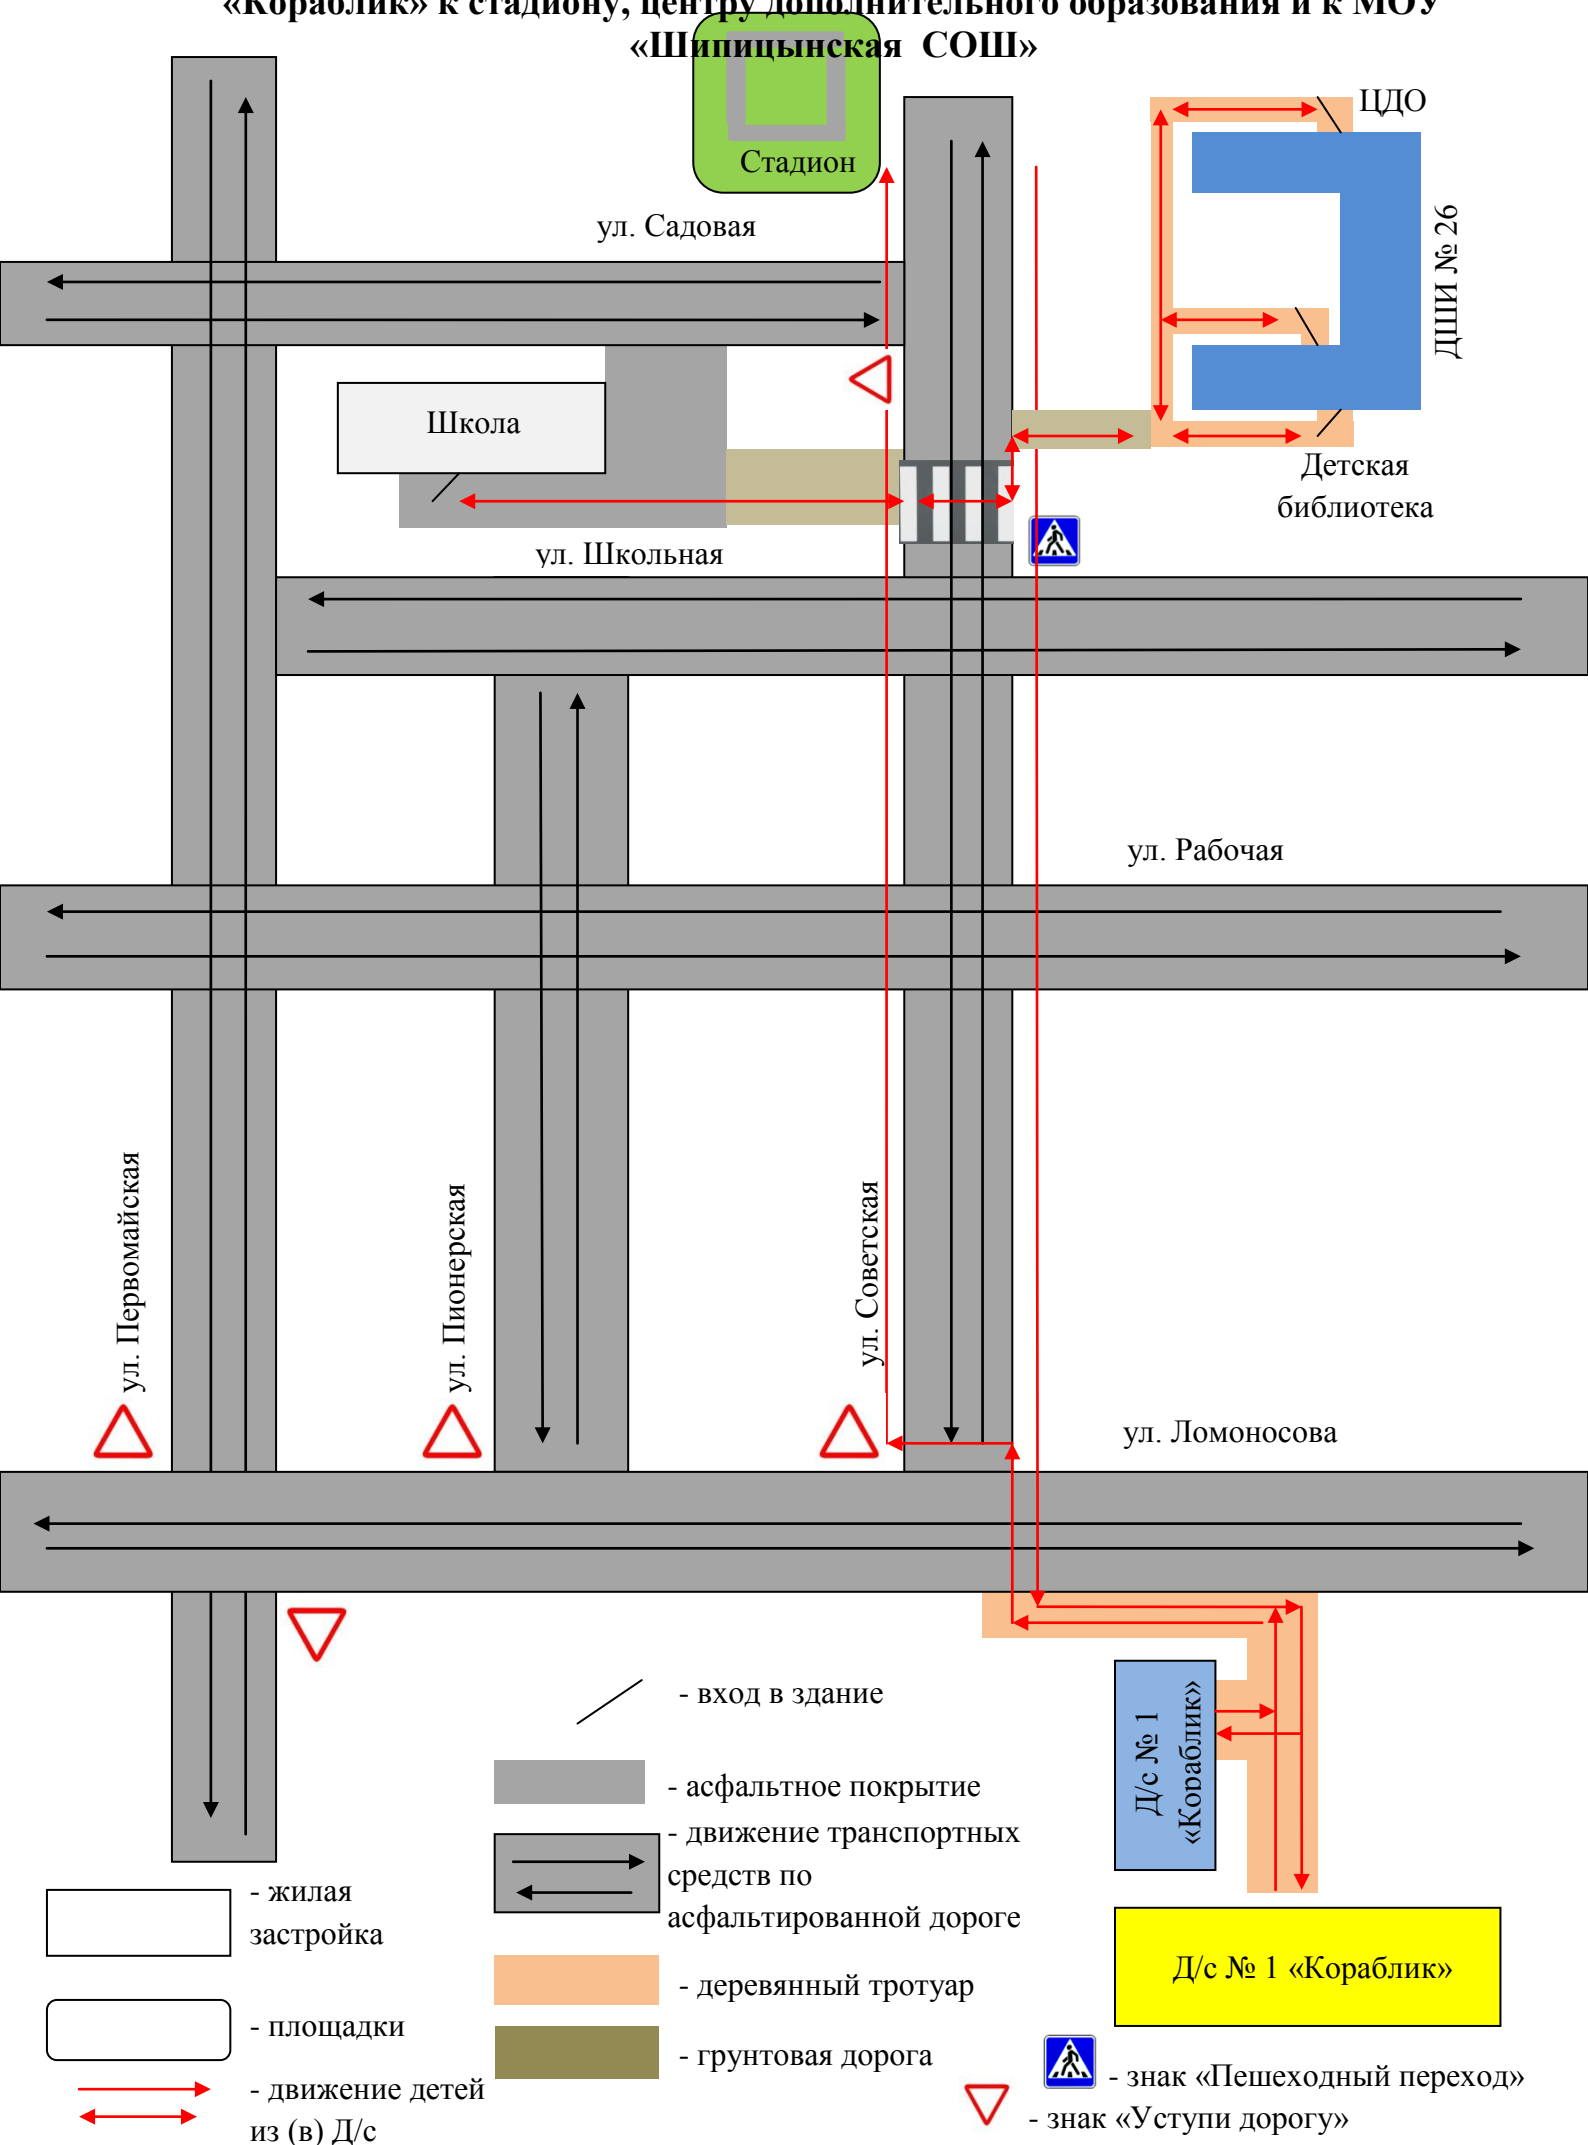 «Кораблик» к стадиону, центру дополнительного образования и к МОУ
«Шипицынская СОШ»
ЦДО
Стадион
ул. Садовая
ДШИ № 26
Школа
Детская
библиотека
ул. Школьная
ул. Рабочая
ул. Первомайская
ул. Пионерская
ул. Советская
ул. Ломоносова
- вход в здание
Д/с № 1
«Кораблик»
- асфальтное покрытие
- движение транспортных
средств по
асфальтированной дороге
- жилая
застройка
Д/с № 1 «Кораблик»
- деревянный тротуар
- площадки
- грунтовая дорога
- знак «Пешеходный переход»
- движение детей
из (в) Д/с
- знак «Уступи дорогу»